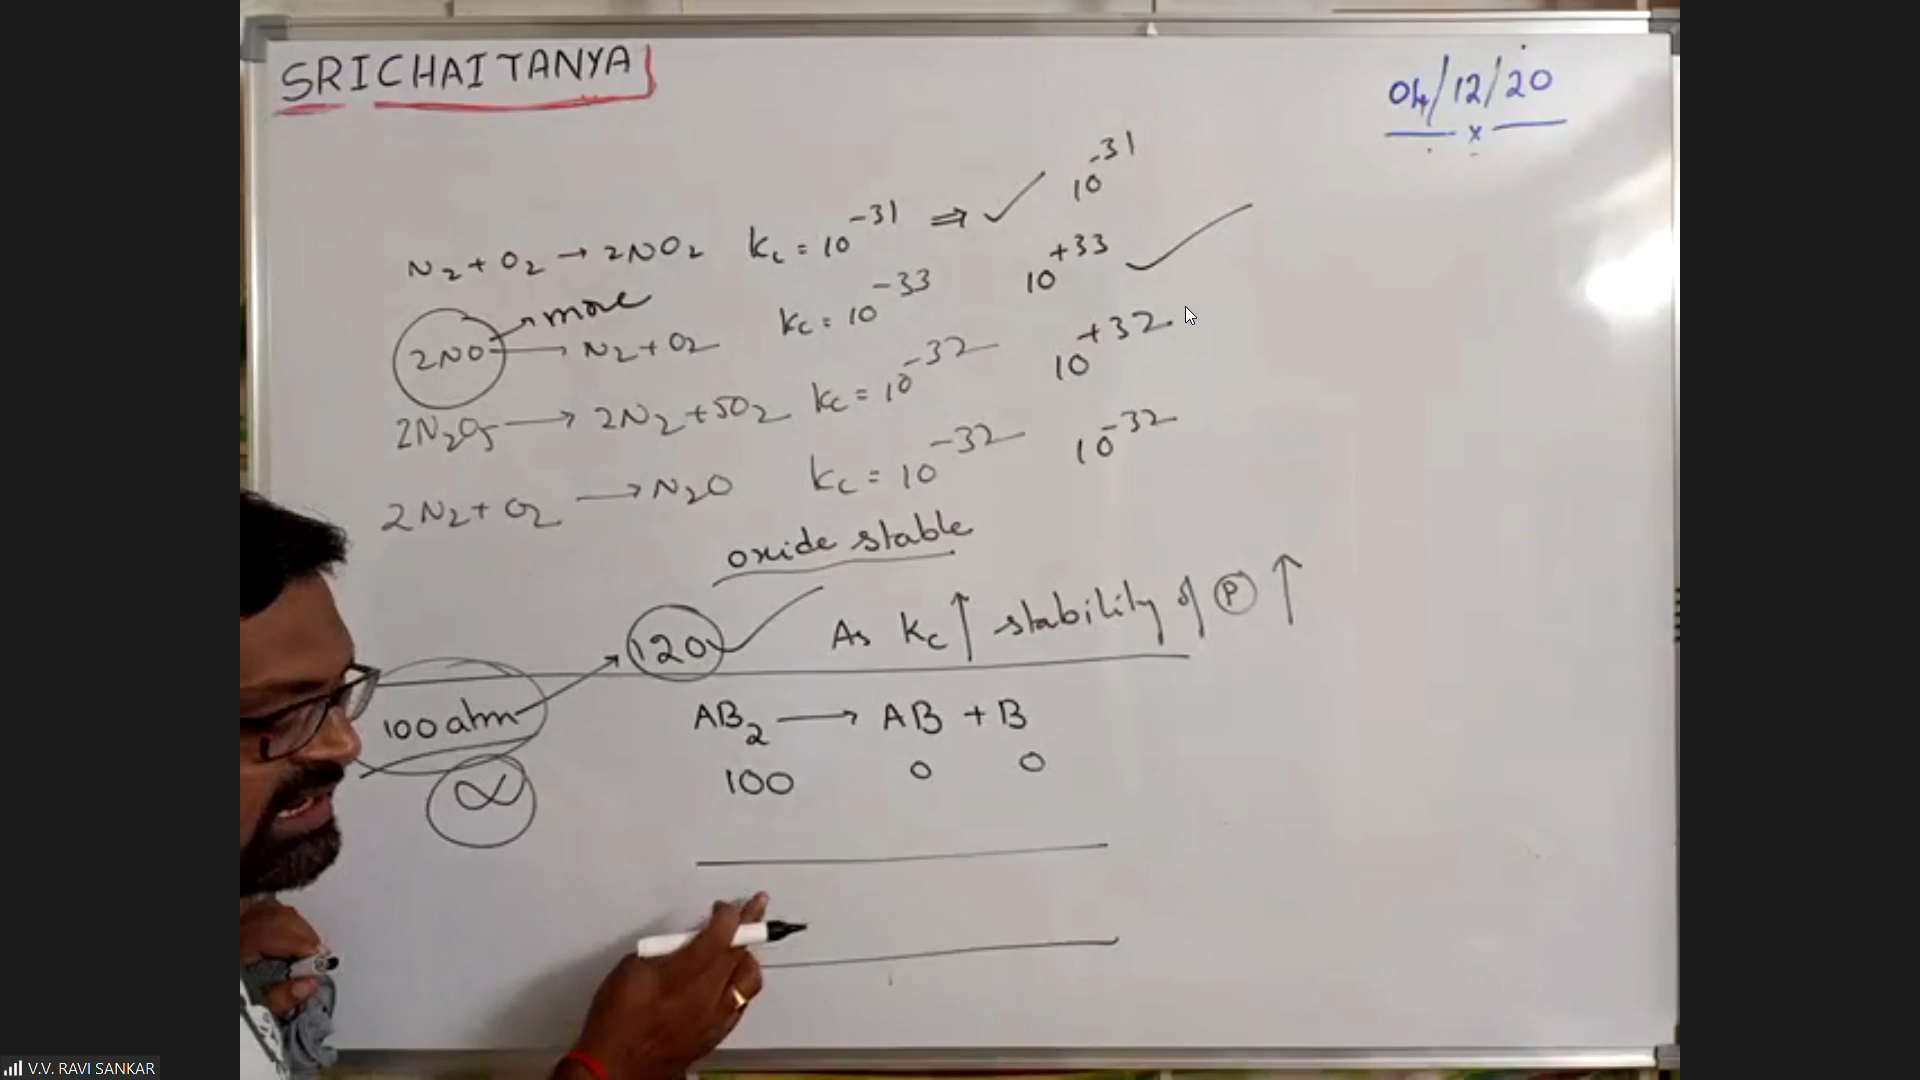 SRICHAITANYA
04/12/20
x
N₂ + O₂ → 2NO₂ Kc = 10⁻³¹ ⇒ ✓ 10⁻³¹
more
2NO → N₂ + O₂ Kc = 10⁻³³ 10⁺³³ ✓
2N₂O₅ → 2N₂ + 5O₂ Kc = 10⁻³² 10⁺³²
2N₂ + O₂ → N₂O Kc = 10⁻³² 10⁻³²
oxide stable
120 ✓ As Kc ↑ stability of P ↑
100 atm
AB₂ → AB + B
100 0 0
∝
V.V. RAVI SANKAR